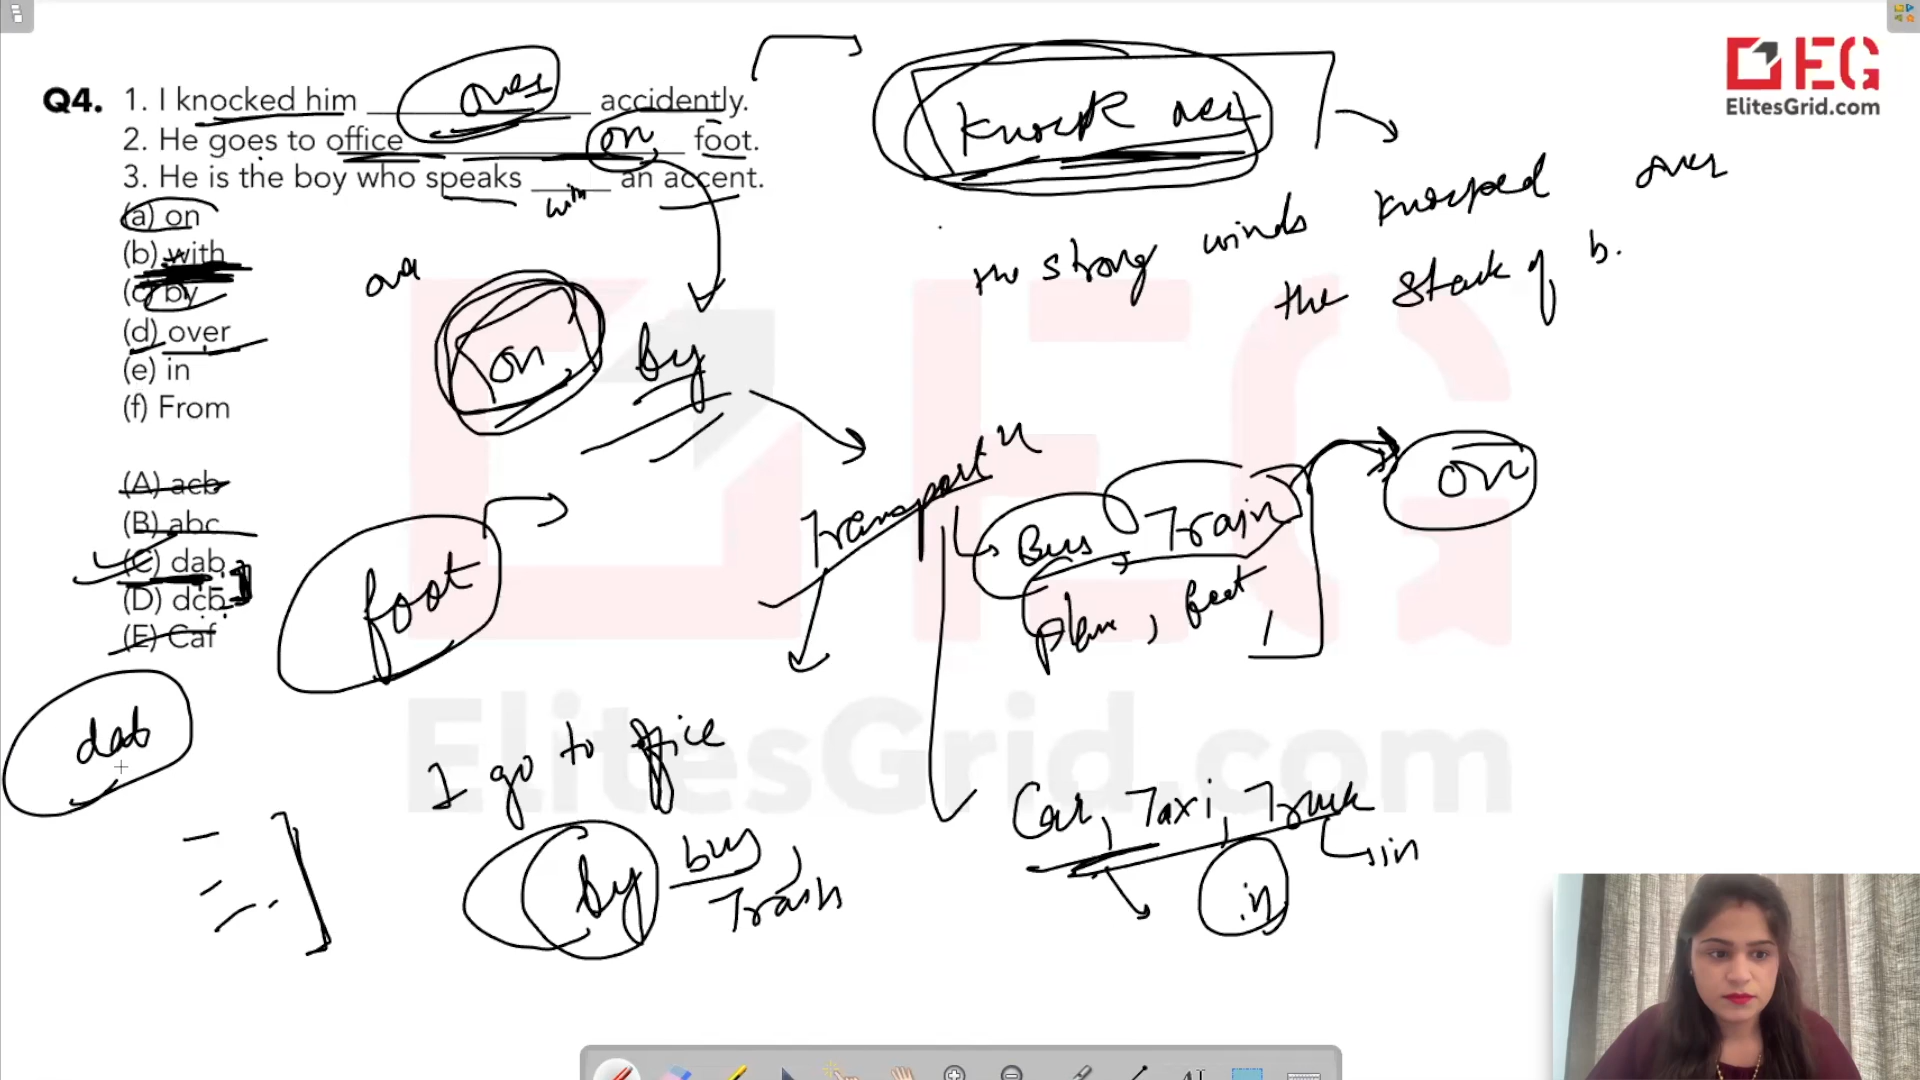 EG
ElitesGrid.com
Q4. 1. I knocked him over accidently.
2. He goes to office on foot.
3. He is the boy who speaks with an accent.
(a) on
(b) with
(c) by
(d) over
(e) in
(f) From
(A) acb
(B) abc
(C) dab
(D) dcb
(E) Caf
dab
Knock over
the strong winds knocked over
the stack of b.
on by
foot
Bus Train
on
I go to office
by bus,
Train
Car, Taxi, Truck
in
in
EG
ElitesGrid.com